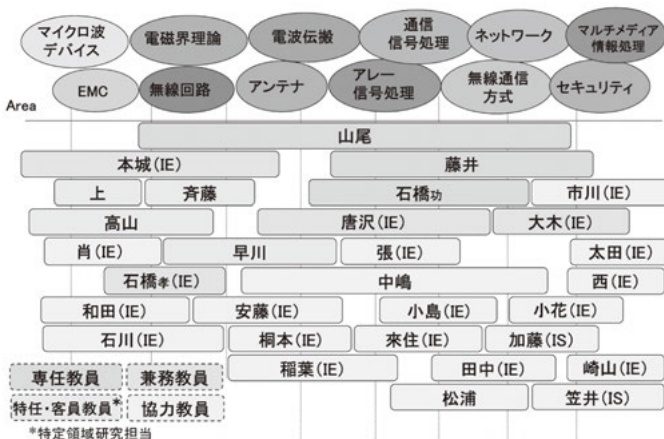 マイクロ波
デバイス
電磁界理論
電波伝搬
通信
信号処理
ネットワーク
マルチメディア
情報処理
EMC
無線回路
アンテナ
アレー
信号処理
無線通信
方式
セキュリティ
Area
山尾
本城(IE)
藤井
上
斉藤
石橋功
市川(IE)
高山
唐沢(IE)
大木(IE)
肖(IE)
早川
張(IE)
太田(IE)
石橋孝(IE)
中嶋
西(IE)
和田(IE)
安藤(IE)
小島(IE)
小花(IE)
石川(IE)
桐本(IE)
來住(IE)
加藤(IS)
専任教員
兼務教員
稲葉(IE)
田中(IE)
崎山(IE)
特任・客員教員*
協力教員
松浦
笠井(IS)
*特定領域研究担当